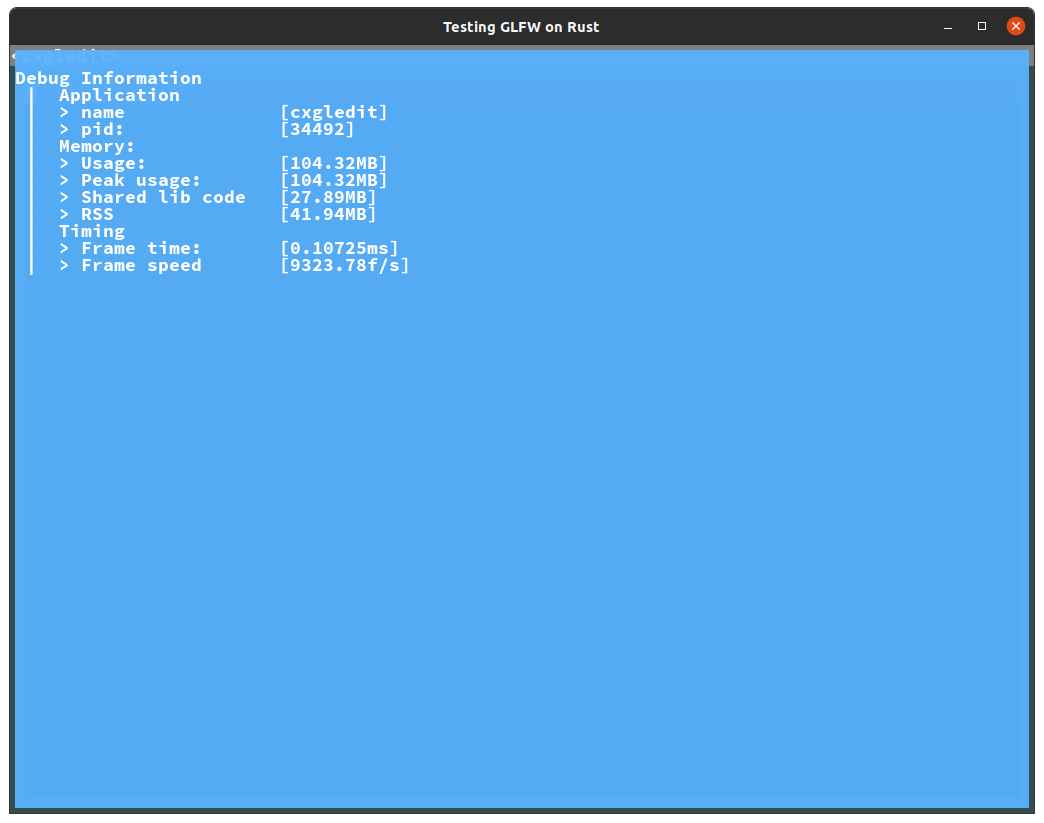 Testing GLFW on Rust
<cxgledit>
Debug Information
Application
> name [cxgledit]
> pid: [34492]
Memory:
> Usage: [104.32MB]
> Peak usage: [104.32MB]
> Shared lib code [27.89MB]
> RSS [41.94MB]
Timing
> Frame time: [0.10725ms]
> Frame speed [9323.78f/s]